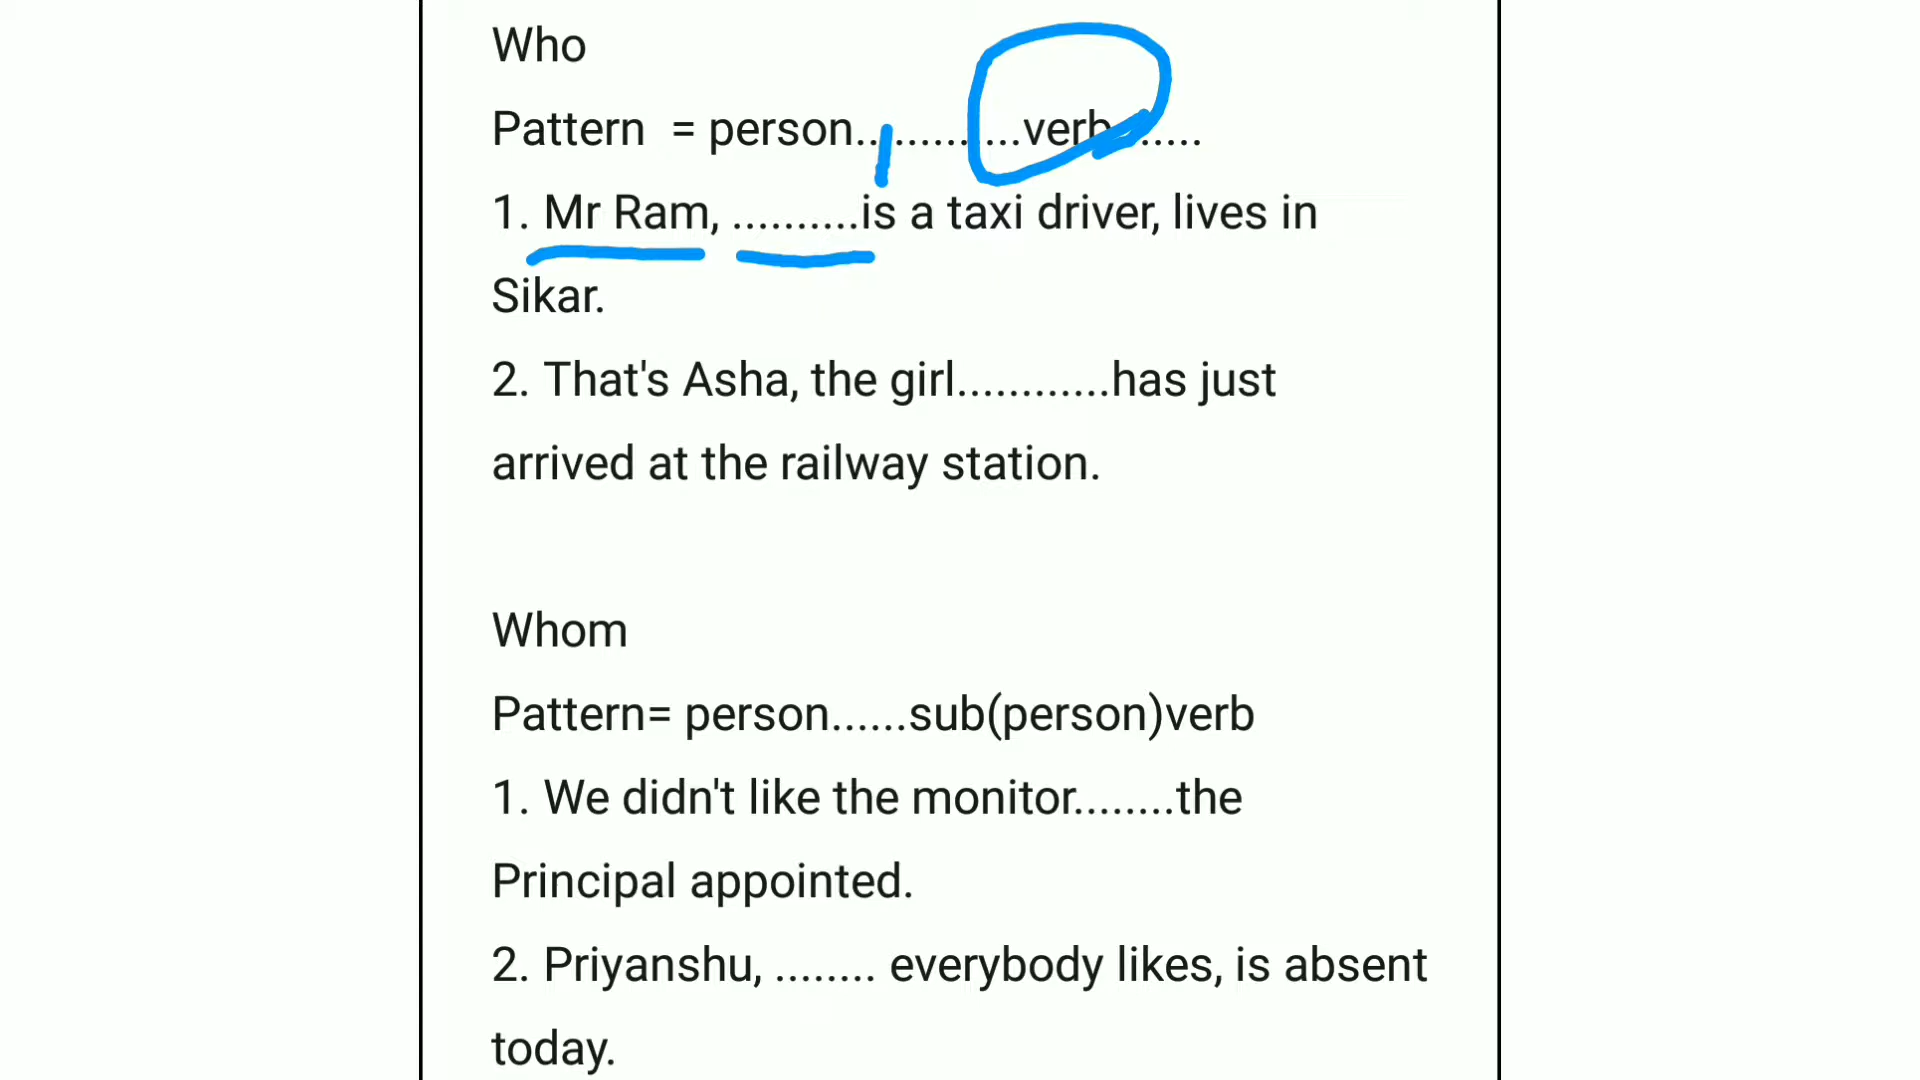 Who
Pattern = person............verb.......
1. Mr Ram, ..........is a taxi driver, lives in
Sikar.
2. That's Asha, the girl............has just
arrived at the railway station.
Whom
Pattern= person......sub(person)verb
1. We didn't like the monitor........the
Principal appointed.
2. Priyanshu, ........ everybody likes, is absent
today.